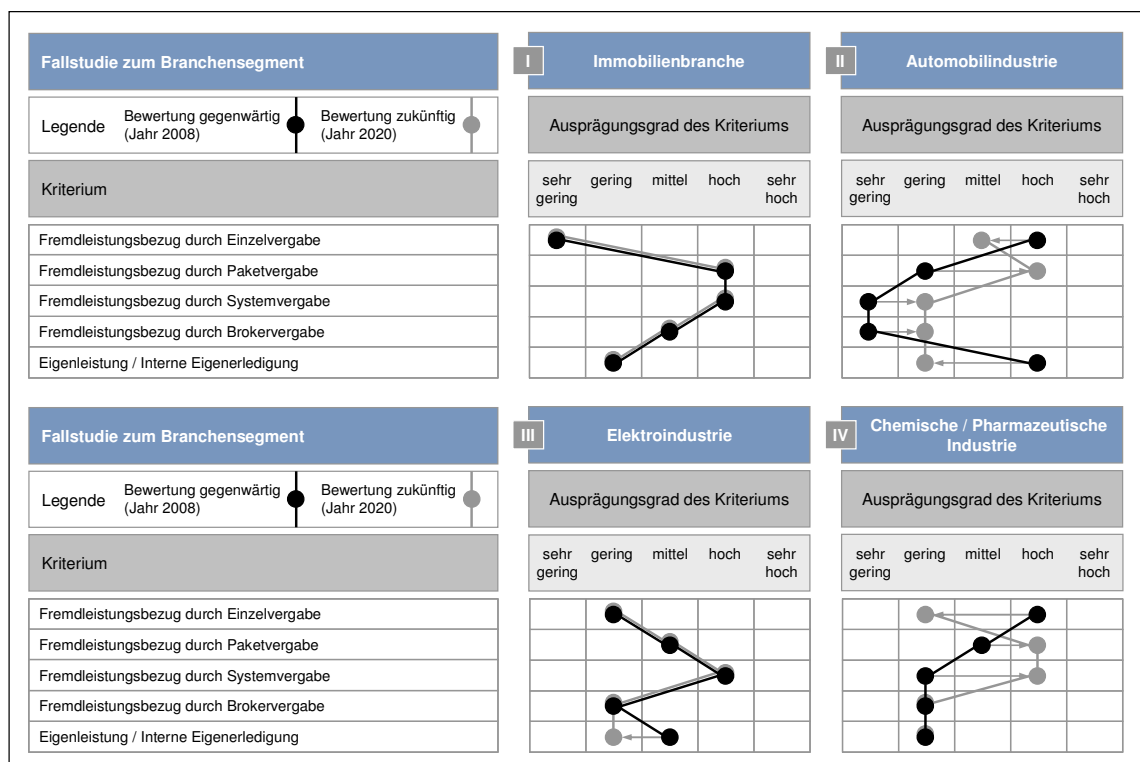 Fallstudie zum Branchensegment
I
Immobilienbranche
II
Automobilindustrie
Legende
Bewertung gegenwärtig
(Jahr 2008)
Bewertung zukünftig
(Jahr 2020)
Ausprägungsgrad des Kriteriums
Ausprägungsgrad des Kriteriums
Kriterium
sehr gering
gering
mittel
hoch
sehr hoch
sehr gering
gering
mittel
hoch
sehr hoch
Fremdleistungsbezug durch Einzelvergabe
Fremdleistungsbezug durch Paketvergabe
Fremdleistungsbezug durch Systemvergabe
Fremdleistungsbezug durch Brokervergabe
Eigenleistung / Interne Eigenerledigung
Fallstudie zum Branchensegment
III
Elektroindustrie
IV
Chemische / Pharmazeutische
Industrie
Legende
Bewertung gegenwärtig
(Jahr 2008)
Bewertung zukünftig
(Jahr 2020)
Ausprägungsgrad des Kriteriums
Ausprägungsgrad des Kriteriums
Kriterium
sehr gering
gering
mittel
hoch
sehr hoch
sehr gering
gering
mittel
hoch
sehr hoch
Fremdleistungsbezug durch Einzelvergabe
Fremdleistungsbezug durch Paketvergabe
Fremdleistungsbezug durch Systemvergabe
Fremdleistungsbezug durch Brokervergabe
Eigenleistung / Interne Eigenerledigung